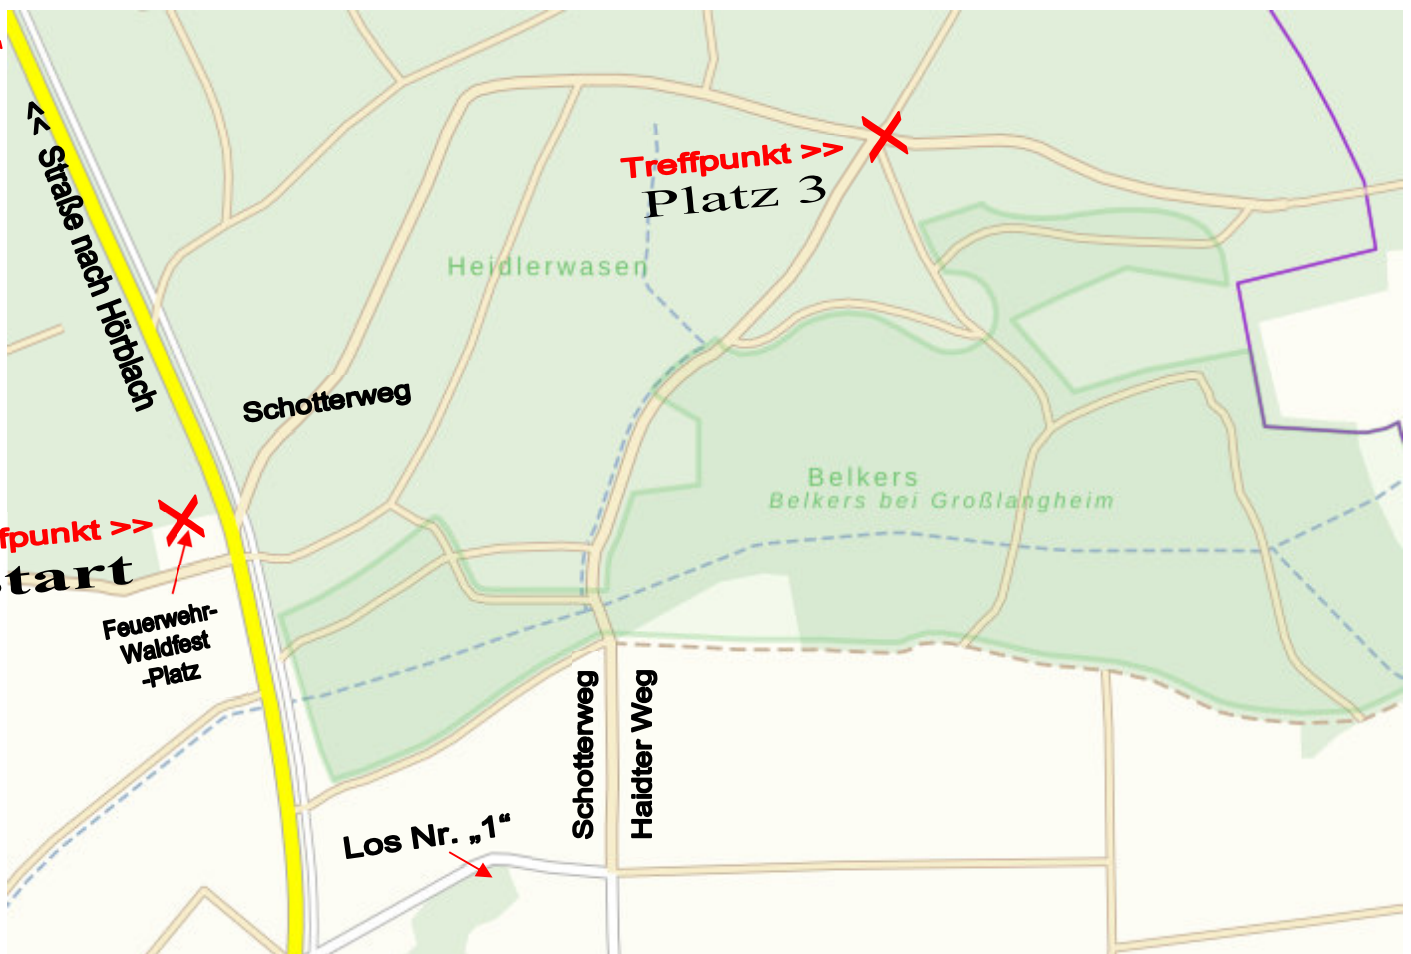 << Straße nach Hörblach
Treffpunkt >>
Platz 3
Heidlerwasen
Schotterweg
Belkers
Belkers bei Großlangheim
fpunkt >>
tart
Feuerwehr-
Waldfest
-Platz
Schotterweg
Haidter Weg
Los Nr. „1“